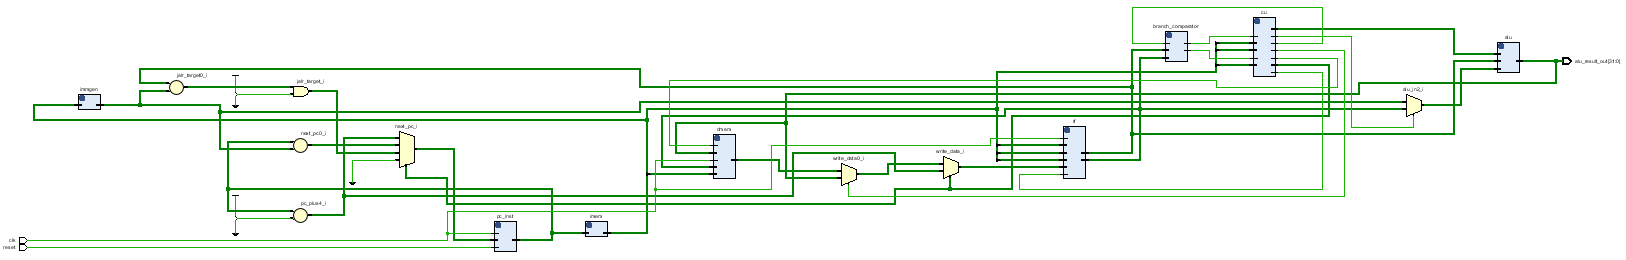 cu
branch_comparator
alu
alu_result_out[31:0]
jalr_target0_i
jalr_target_i
immgen
alu_in2_i
next_pc_i
next_pc0_i
dmem
rf
write_data0_i
write_data_i
pc_plus4_i
pc_inst
imem
clk
reset